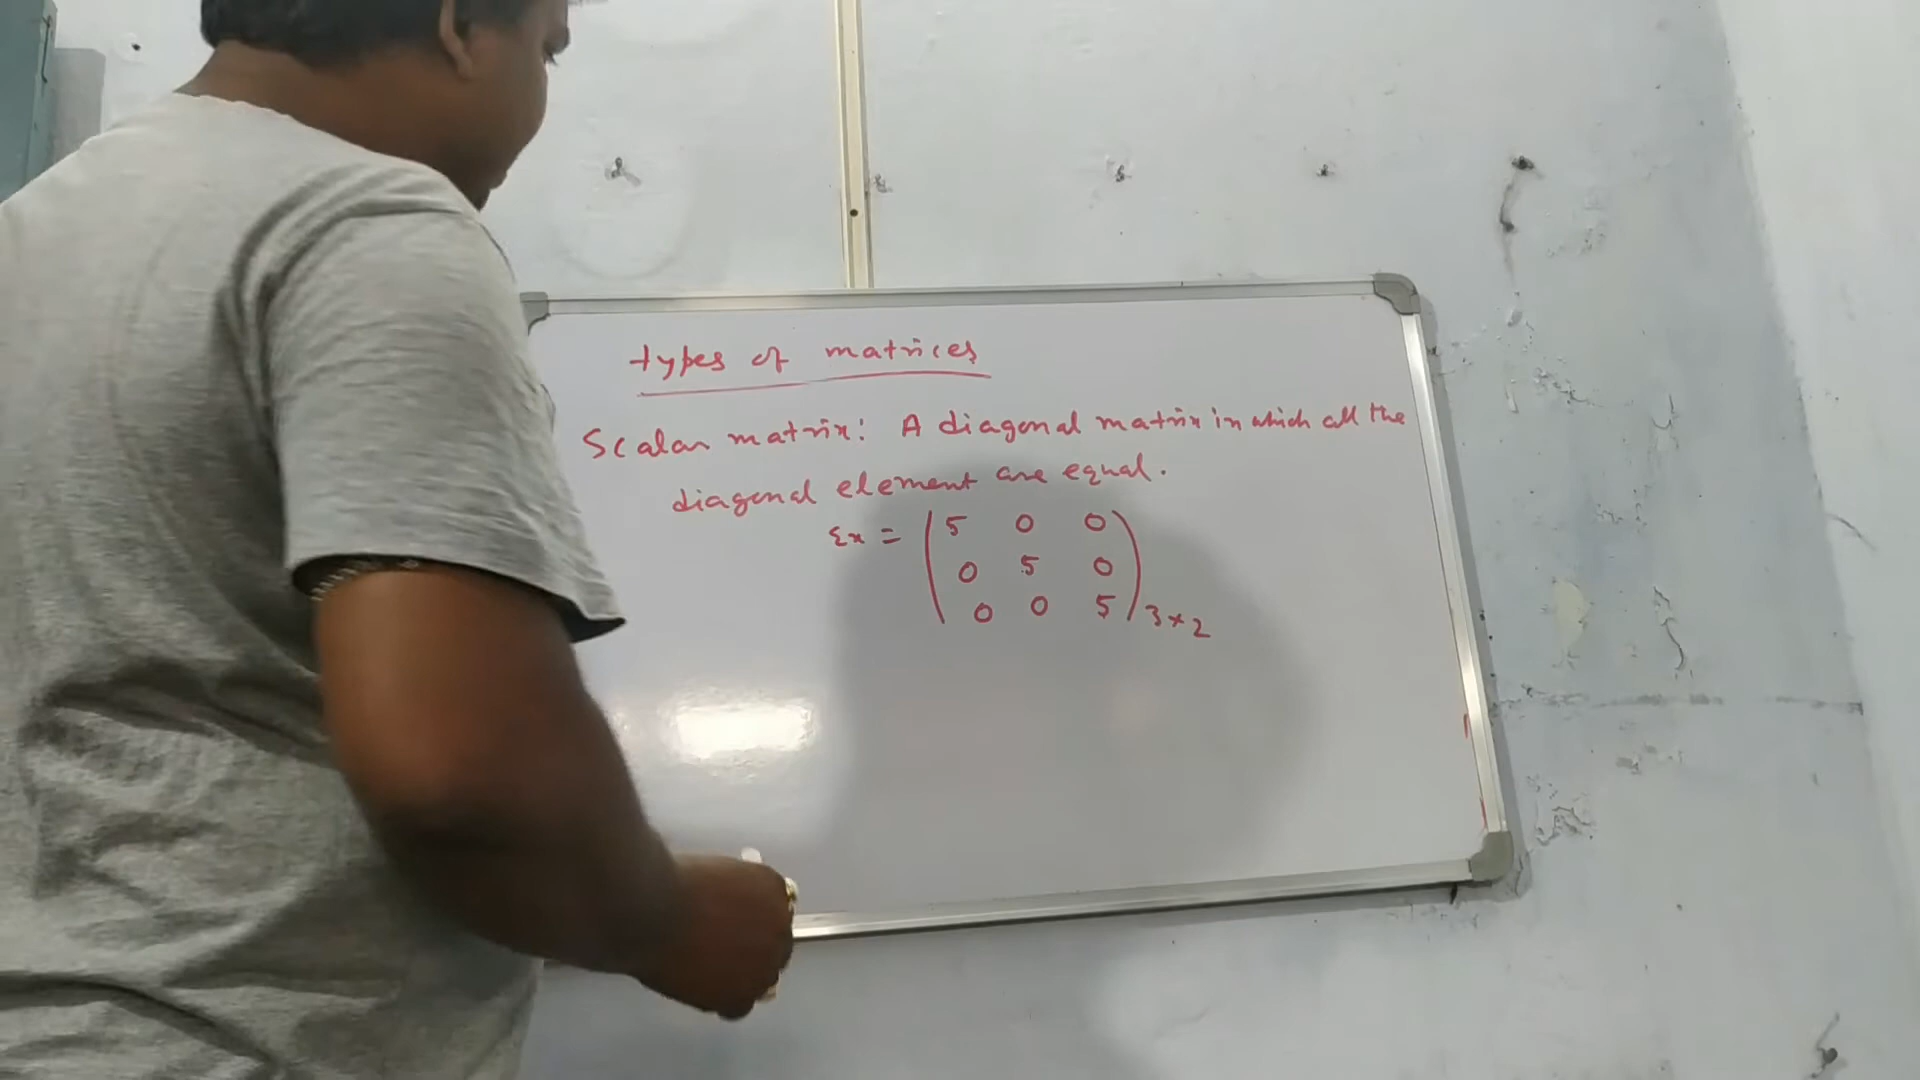 types of matrices
Scalar matrix: A diagonal matrix in which all the
diagonal element are equal.
Ex = ( 5 0 0
0 5 0
0 0 5 ) 3×2